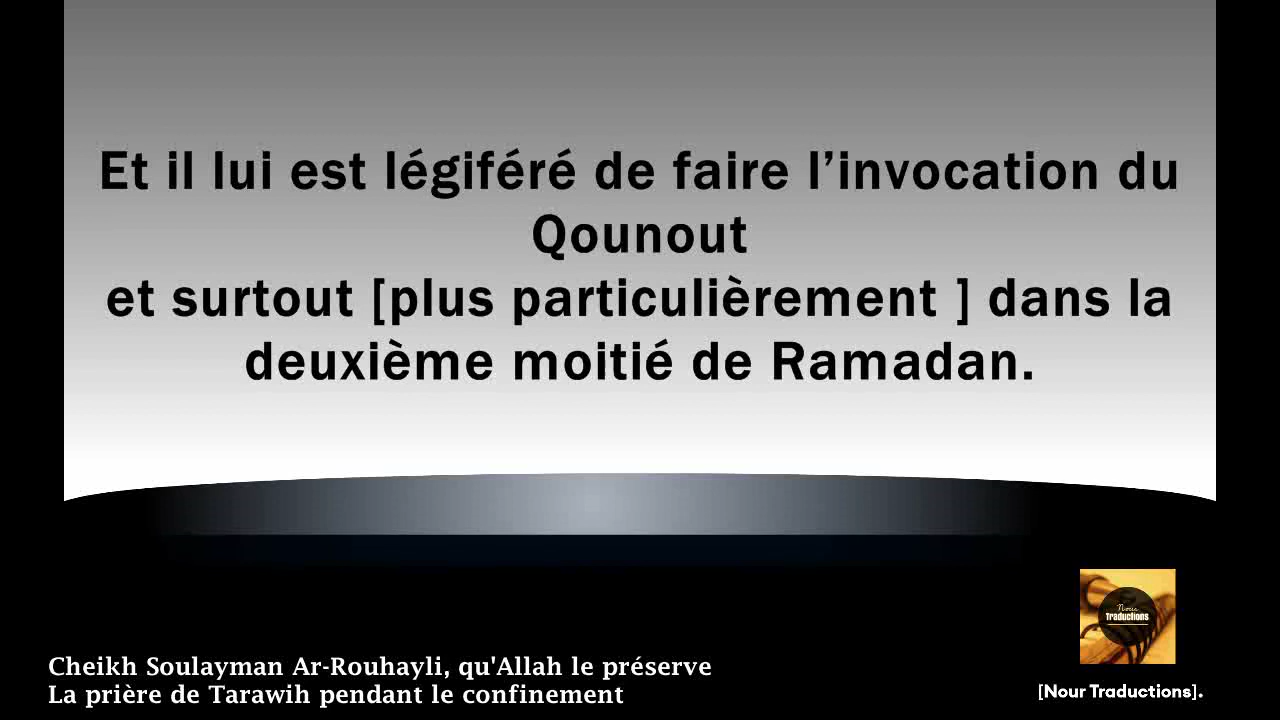 Et il lui est légiféré de faire l’invocation du
Qounout
et surtout [plus particulièrement ] dans la
deuxième moitié de Ramadan.
Nour
Traductions
Cheikh Soulayman Ar-Rouhayli, qu'Allah le préserve
La prière de Tarawih pendant le confinement
[Nour Traductions].